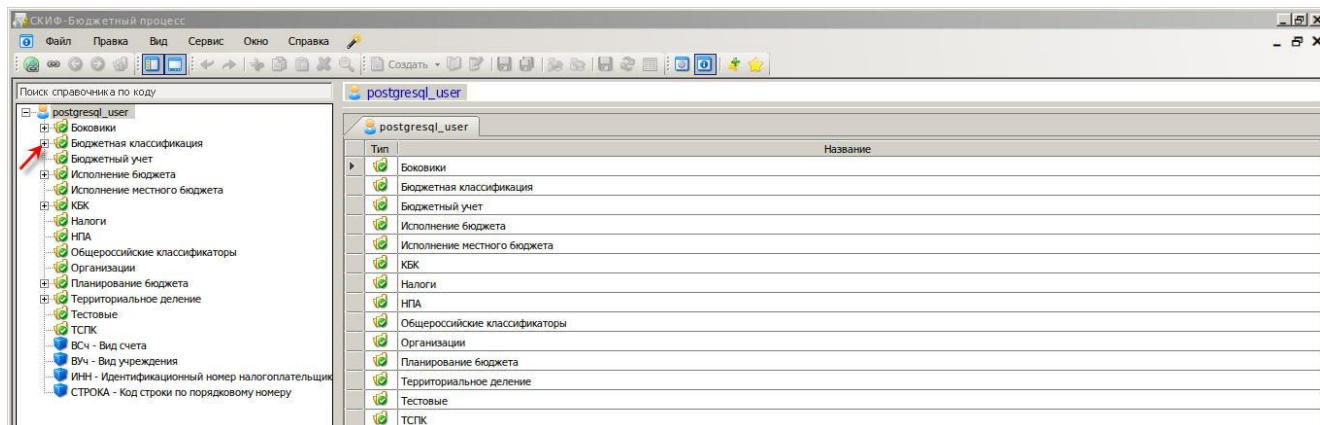 СКИФ-Бюджетный процесс
Файл Правка Вид Сервис Окно Справка
Создать
Поиск справочника по коду
postgresql_user
postgresql_user
Боковики
Бюджетная классификация
Бюджетный учет
Исполнение бюджета
Исполнение местного бюджета
КБК
Налоги
НПА
Общероссийские классификаторы
Организации
Планирование бюджета
Территориальное деление
Тестовые
ТСПК
ВСч - Вид счета
ВУч - Вид учреждения
ИНН - Идентификационный номер налогоплательщик
СТРОКА - Код строки по порядковому номеру
postgresql_user
Тип Название
Боковики
Бюджетная классификация
Бюджетный учет
Исполнение бюджета
Исполнение местного бюджета
КБК
Налоги
НПА
Общероссийские классификаторы
Организации
Планирование бюджета
Территориальное деление
Тестовые
ТСПК